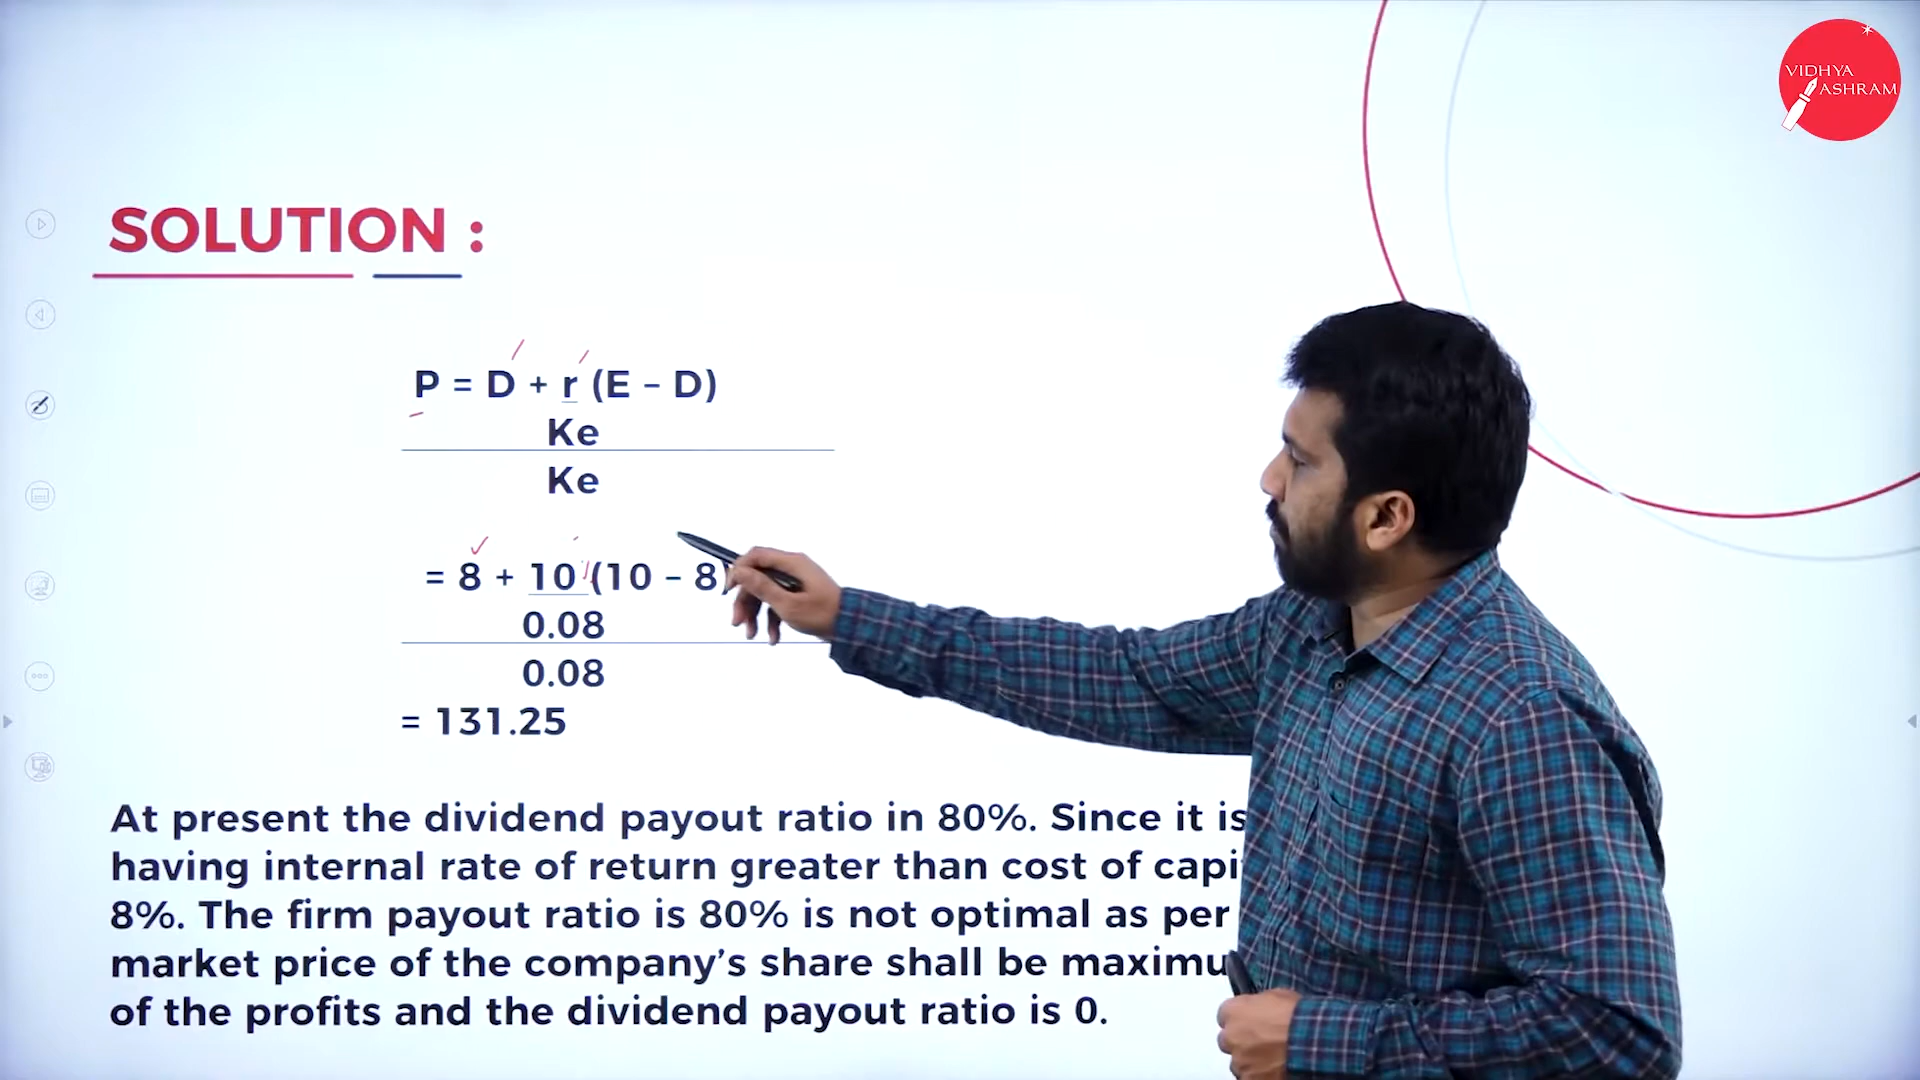 VIDHYA
ASHRAM
SOLUTION :
P = D + r (E – D)
Ke
Ke
= 8 + 10 (10 – 8)
0.08
0.08
= 131.25
At present the dividend payout ratio in 80%. Since it is
having internal rate of return greater than cost of
8%. The firm payout ratio is 80% is not optimal as per
market price of the company's share shall be
of the profits and the dividend payout ratio is 0.